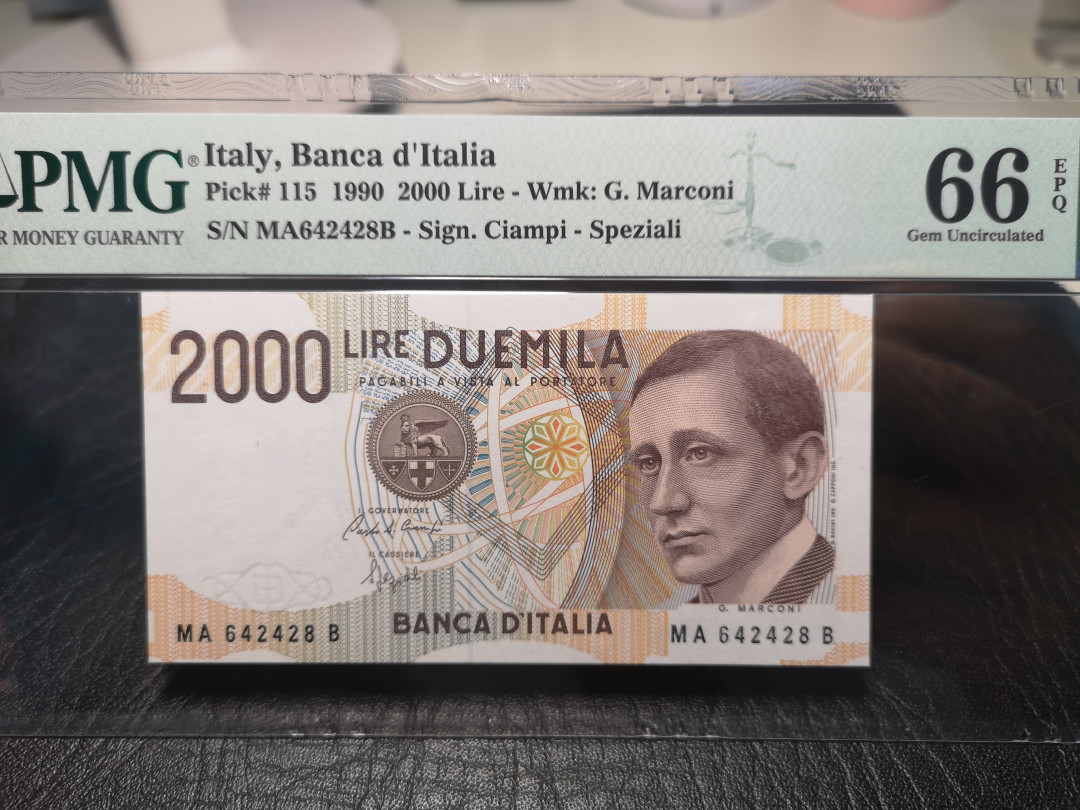 PMG®
R MONEY GUARANTY
Italy, Banca d'Italia
Pick# 115 1990 2000 Lire - Wmk: G. Marconi
S/N MA642428B - Sign. Ciampi - Speziali
66
EPQ
Gem Uncirculated
2000 LIRE DUEMILA
PAGABILI A VISTA AL PORTATORE
IL GOVERNATORE
IL CASSIERE
G. MARCONI
BANCA D'ITALIA
MA 642428 B
MA 642428 B